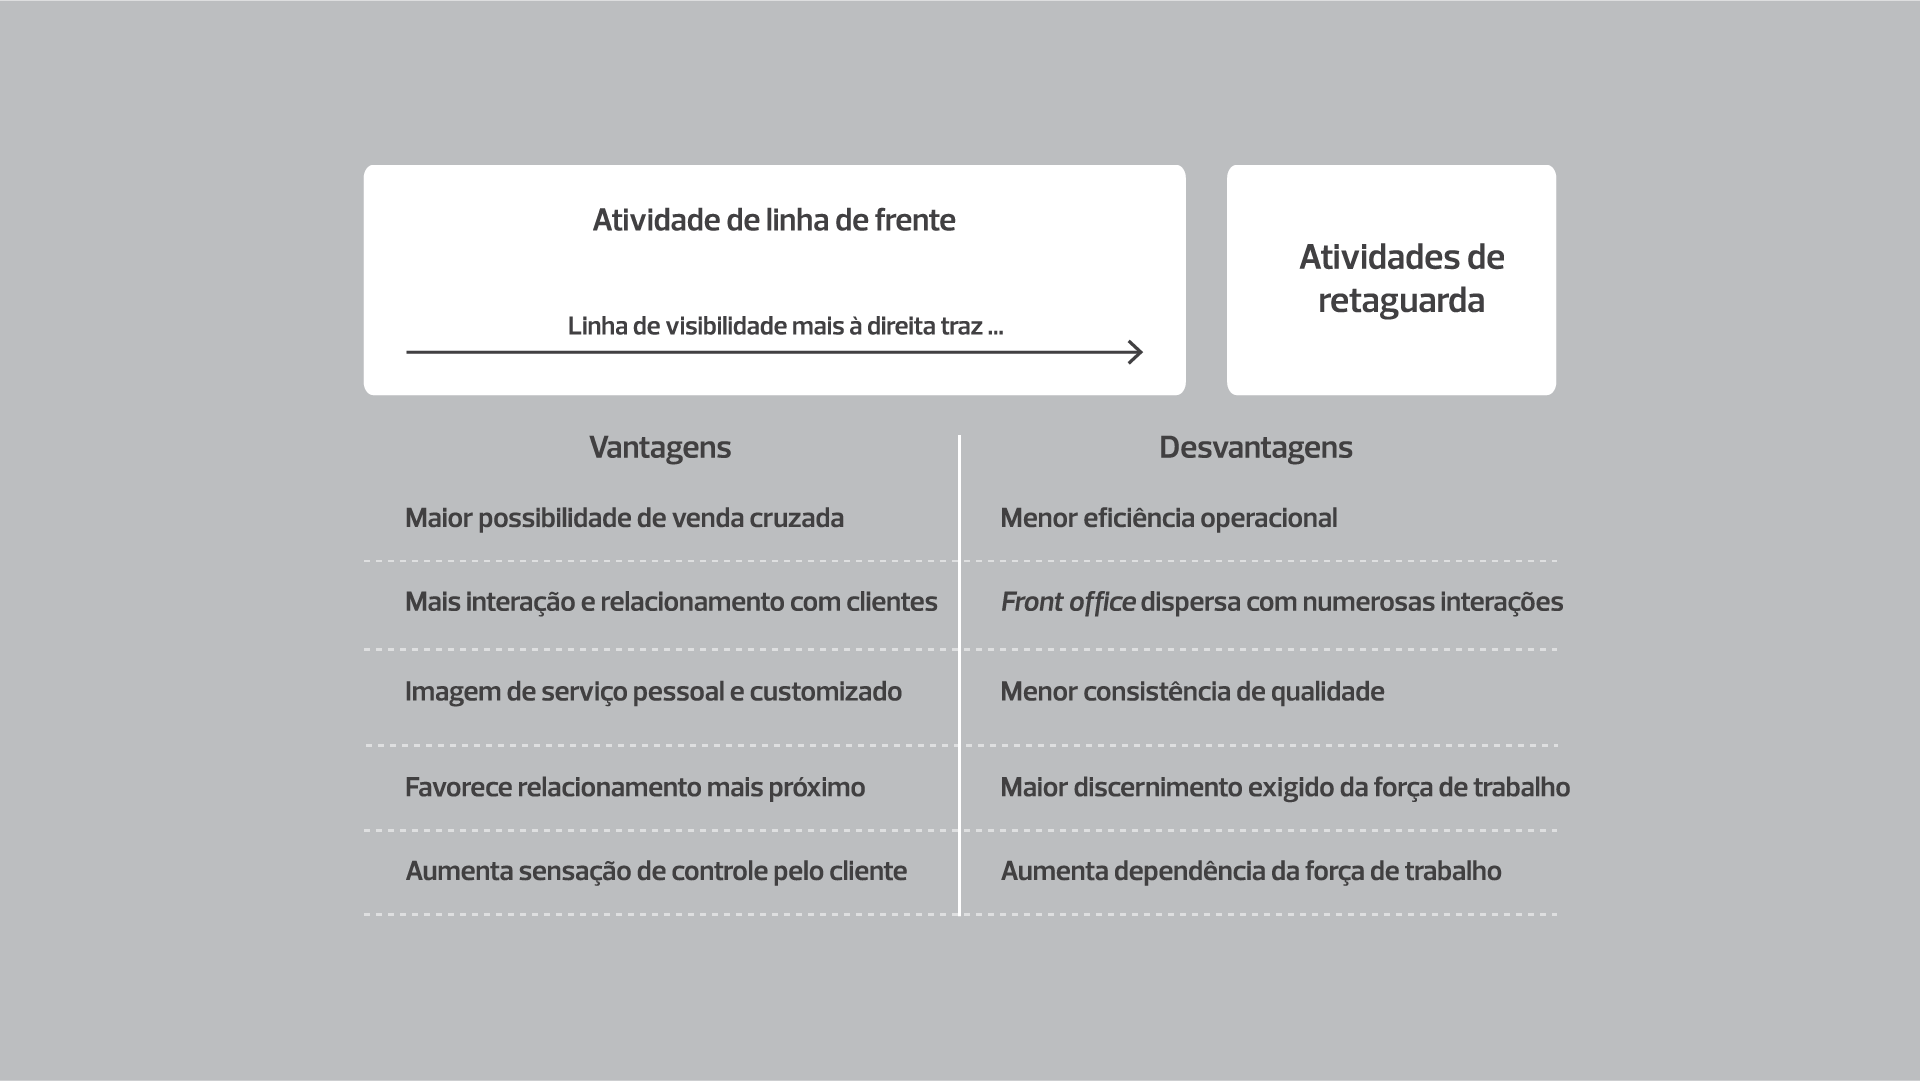 Atividade de linha de frente
Linha de visibilidade mais à direita traz ...
Atividades de
retaguarda
Vantagens
Desvantagens
Maior possibilidade de venda cruzada
Menor eficiência operacional
Mais interação e relacionamento com clientes
Front office dispersa com numerosas interações
Imagem de serviço pessoal e customizado
Menor consistência de qualidade
Favorece relacionamento mais próximo
Maior discernimento exigido da força de trabalho
Aumenta sensação de controle pelo cliente
Aumenta dependência da força de trabalho